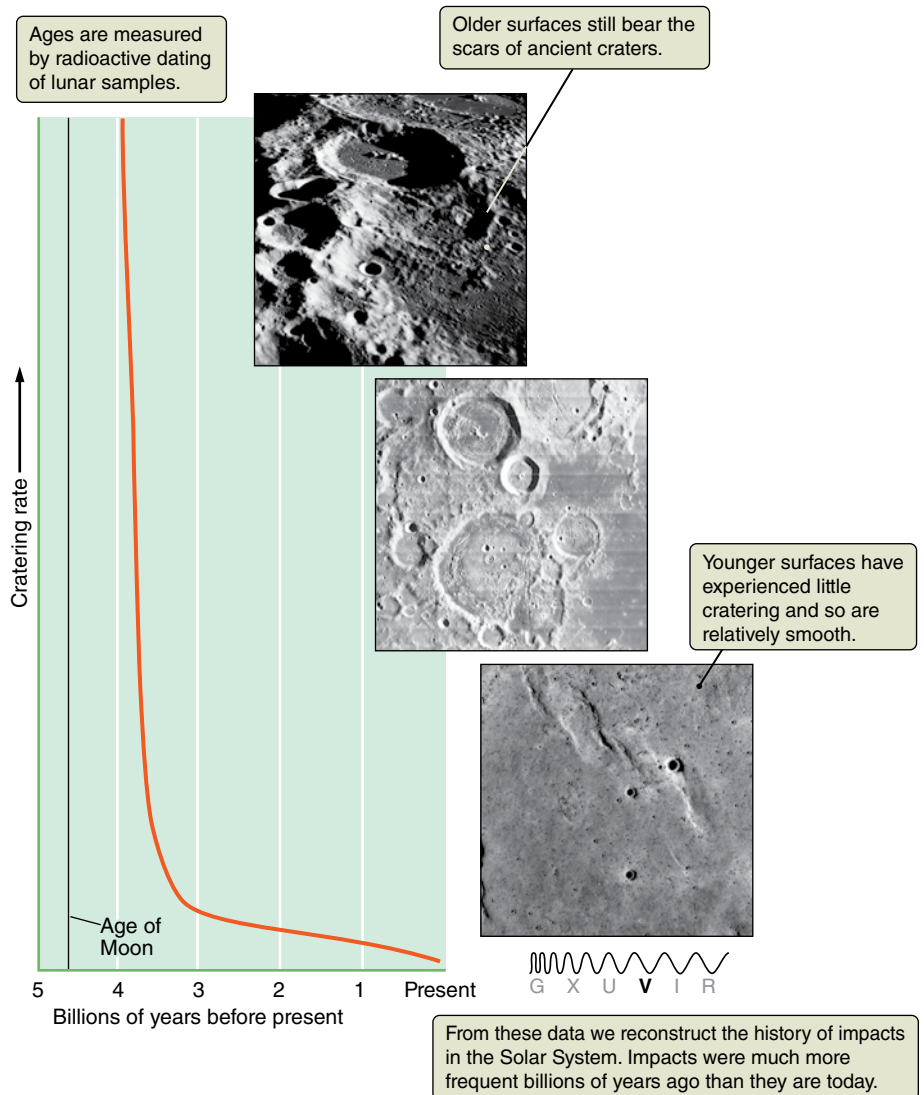 Ages are measured
by radioactive dating
of lunar samples.
Older surfaces still bear the
scars of ancient craters.
Cratering rate
Younger surfaces have
experienced little
cratering and so are
relatively smooth.
Age of
Moon
5 4 3 2 1 Present
Billions of years before present
G X U V I R
From these data we reconstruct the history of impacts
in the Solar System. Impacts were much more
frequent billions of years ago than they are today.